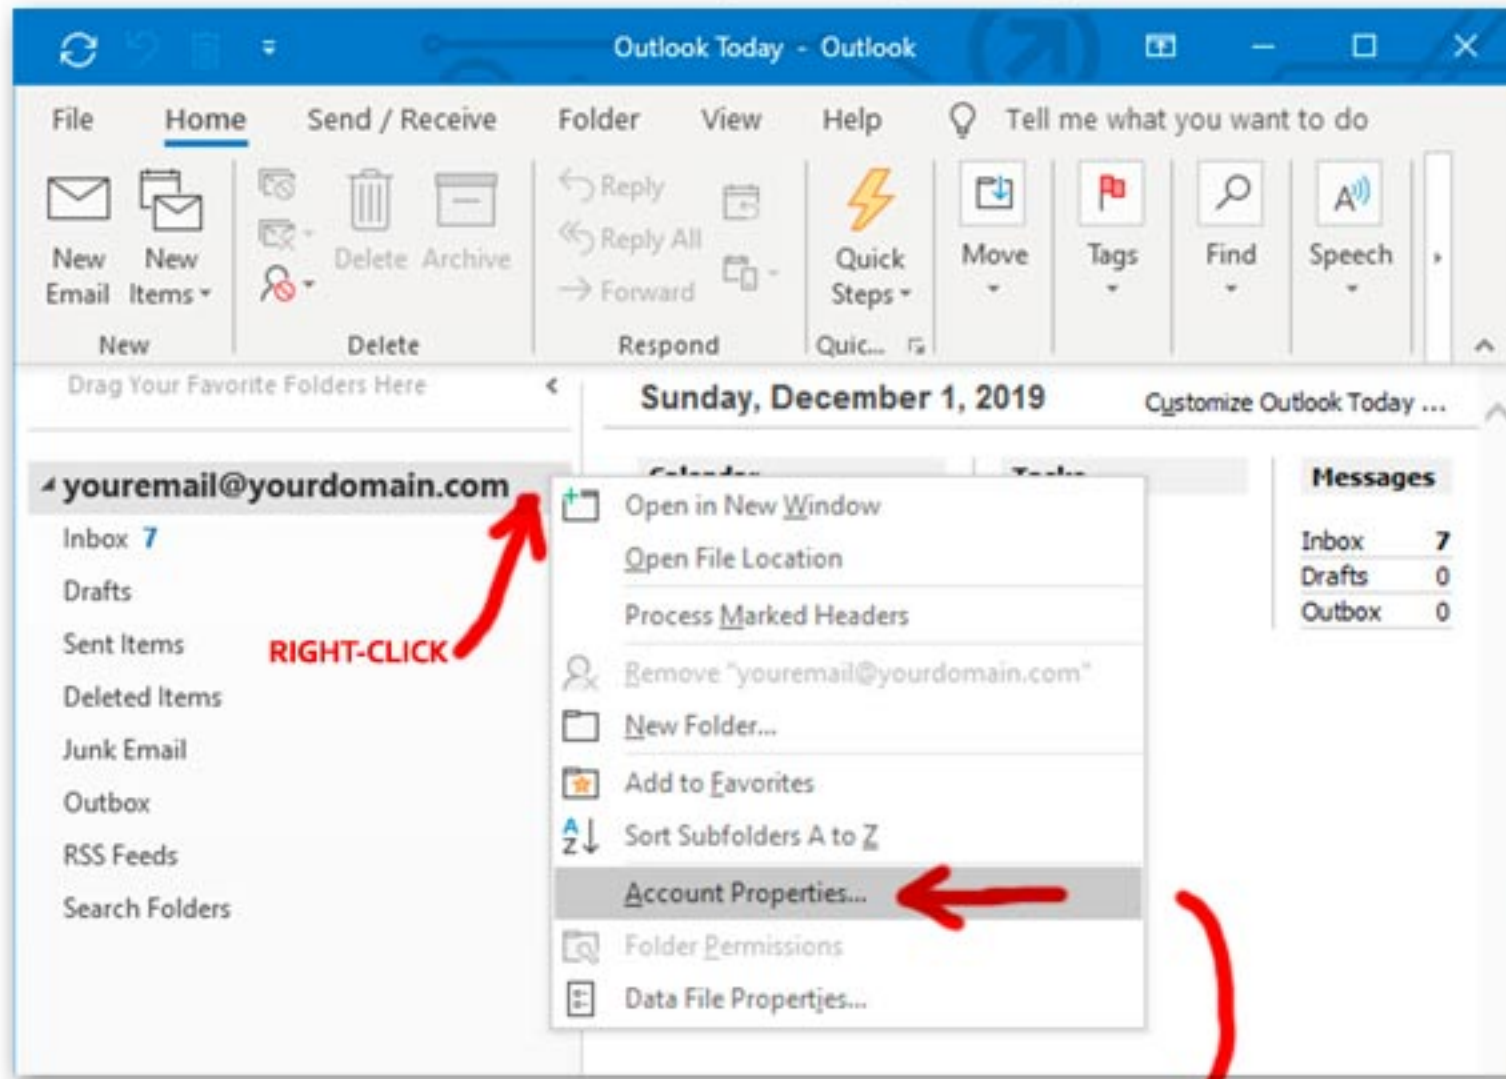 Outlook Today - Outlook
File Home Send / Receive Folder View Help Tell me what you want to do
New Email
New Items
Delete Archive
Reply
Reply All
Forward
Quick Steps
Move
Tags
Find
Speech
New Delete Respond Quic...
Drag Your Favorite Folders Here
Sunday, December 1, 2019
Customize Outlook Today ...
youremail@yourdomain.com
Inbox 7
Drafts
Sent Items
Deleted Items
Junk Email
Outbox
RSS Feeds
Search Folders
RIGHT-CLICK
Open in New Window
Open File Location
Process Marked Headers
Remove "youremail@yourdomain.com"
New Folder...
Add to Favorites
Sort Subfolders A to Z
Account Properties...
Folder Permissions
Data File Properties...
Calendar
Tasks
Messages
Inbox 7
Drafts 0
Outbox 0